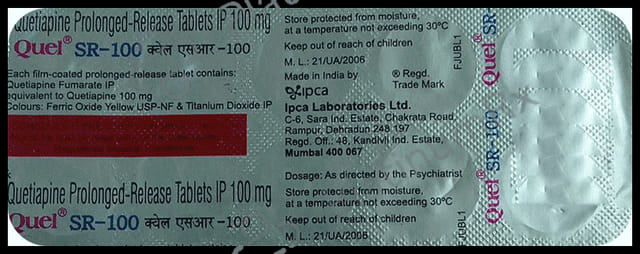 Quetiapine Prolonged-Release Tablets IP 100 mg
Quel® SR-100 क्वेल एसआर -100
Each film-coated prolonged-release tablet contains:
Quetiapine Fumarate IP
equivalent to Quetiapine 100 mg
Colours: Ferric Oxide Yellow USP-NF & Titanium Dioxide IP
Quetiapine Prolonged-Release Tablets IP 100 mg
Quel® SR-100 क्वेल एसआर -100
Store protected from moisture,
at a temperature not exceeding 30°C
Keep out of reach of children
M. L.: 21/UA/2006
Made in India by
® Regd.
Trade Mark
ipca
Ipca Laboratories Ltd.
C-6, Sara Ind. Estate, Chakrata Road,
Rampur, Dehradun 248 197
Regd. Off.: 48, Kandivli Ind. Estate,
Mumbai 400 067
Dosage: As directed by the Psychiatrist
Store protected from moisture,
at a temperature not exceeding 30°C
Keep out of reach of children
M. L.: 21/UA/2006
FJUBL1
FJUBL1
Quel® SR-100
Quel® SR-100